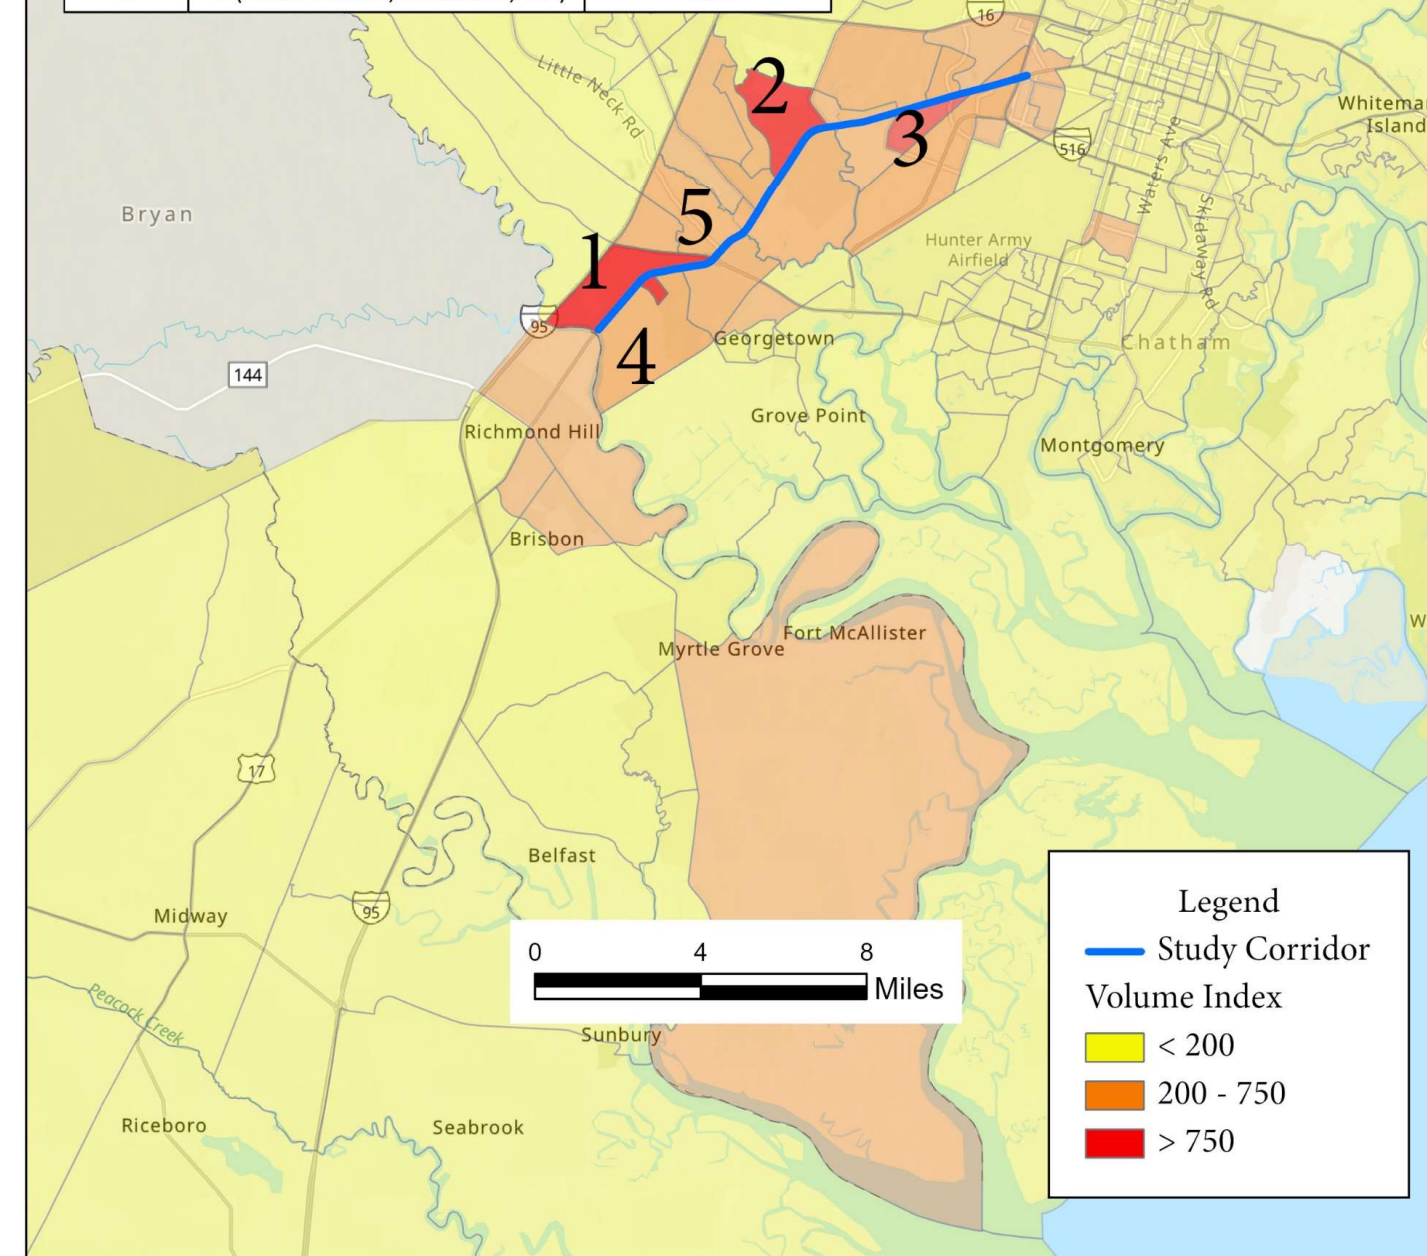 16
Little Neck Rd
2
Whitema
Island
3
516
Waters Ave
Bryan
5
Skidaway Rd
Hunter Army
Airfield
1
95
4
Georgetown
Chatham
144
Grove Point
Richmond Hill
Montgomery
Brisbon
W
Fort McAllister
Myrtle Grove
17
Belfast
Midway
95
Legend
Study Corridor
Volume Index
< 200
200 - 750
> 750
0 4 8
Miles
Peacock Creek
Sunbury
Riceboro
Seabrook